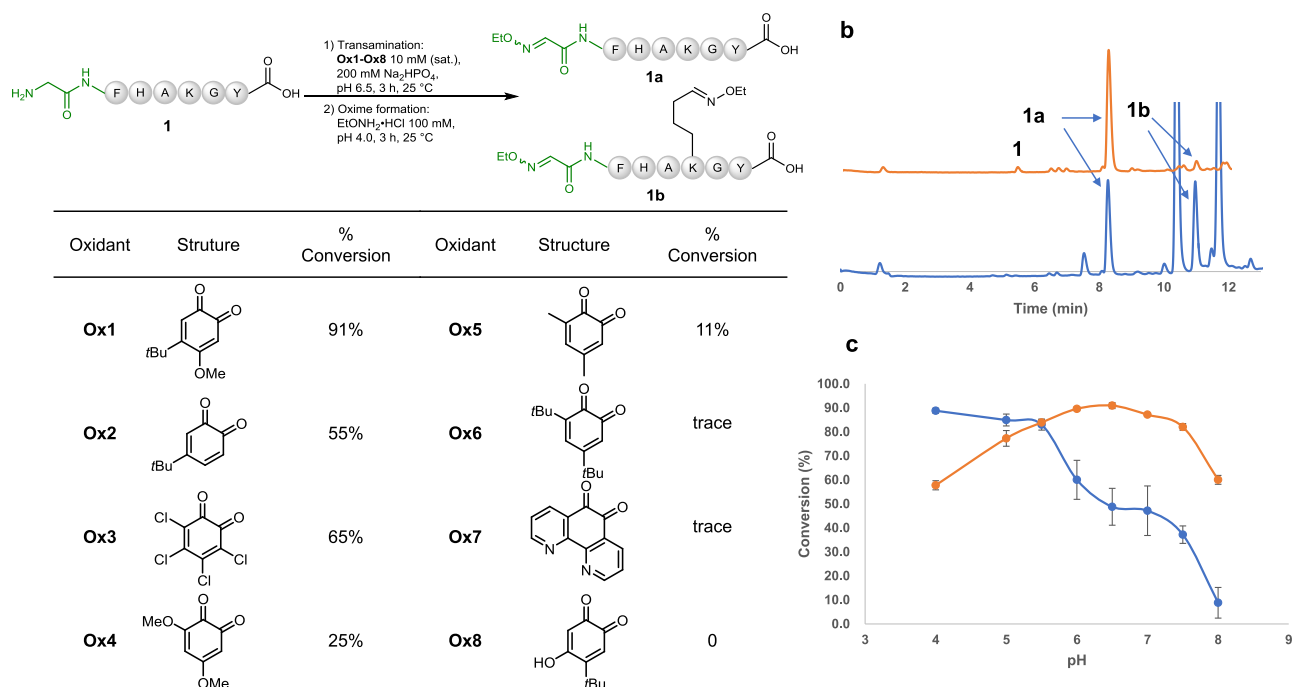 1) Transamination:
Ox1-Ox8 10 mM (sat.),
200 mM Na₂HPO₄,
pH 6.5, 3 h, 25 °C
2) Oxime formation:
EtONH₂•HCl 100 mM,
pH 4.0, 3 h, 25 °C
H₂N
O
H
N
F H A K G Y
O
OH
1
EtO
N
O
H
N
F H A K G Y
O
OH
1a
N
O
Et
EtO
N
O
H
N
F H A K G Y
O
OH
1b
Oxidant Struture % Conversion Oxidant Structure % Conversion
Ox1 O O tBu OMe 91% Ox5 O O 11%
Ox2 O O tBu 55% Ox6 O O tBu tBu trace
Ox3 O O Cl Cl Cl Cl 65% Ox7 O O N N trace
Ox4 O O MeO OMe 25% Ox8 O O HO tBu 0
b
1
1a
1b
0 2 4 6 8 10 12
Time (min)
c
Conversion (%)
100.0
90.0
80.0
70.0
60.0
50.0
40.0
30.0
20.0
10.0
0.0
3 4 5 6 7 8 9
pH